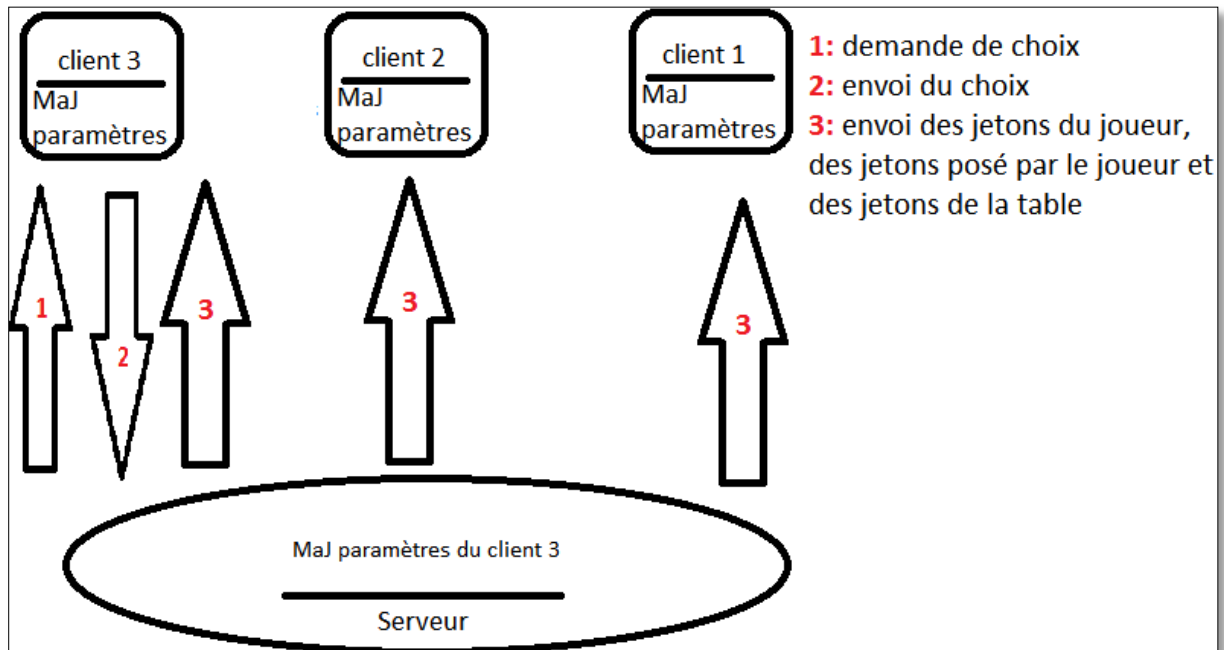 client 3
MaJ
paramètres
client 2
MaJ
paramètres
client 1
MaJ
paramètres
1: demande de choix
2: envoi du choix
3: envoi des jetons du joueur,
des jetons posé par le joueur et
des jetons de la table
1
2
3
3
3
MaJ paramètres du client 3
Serveur